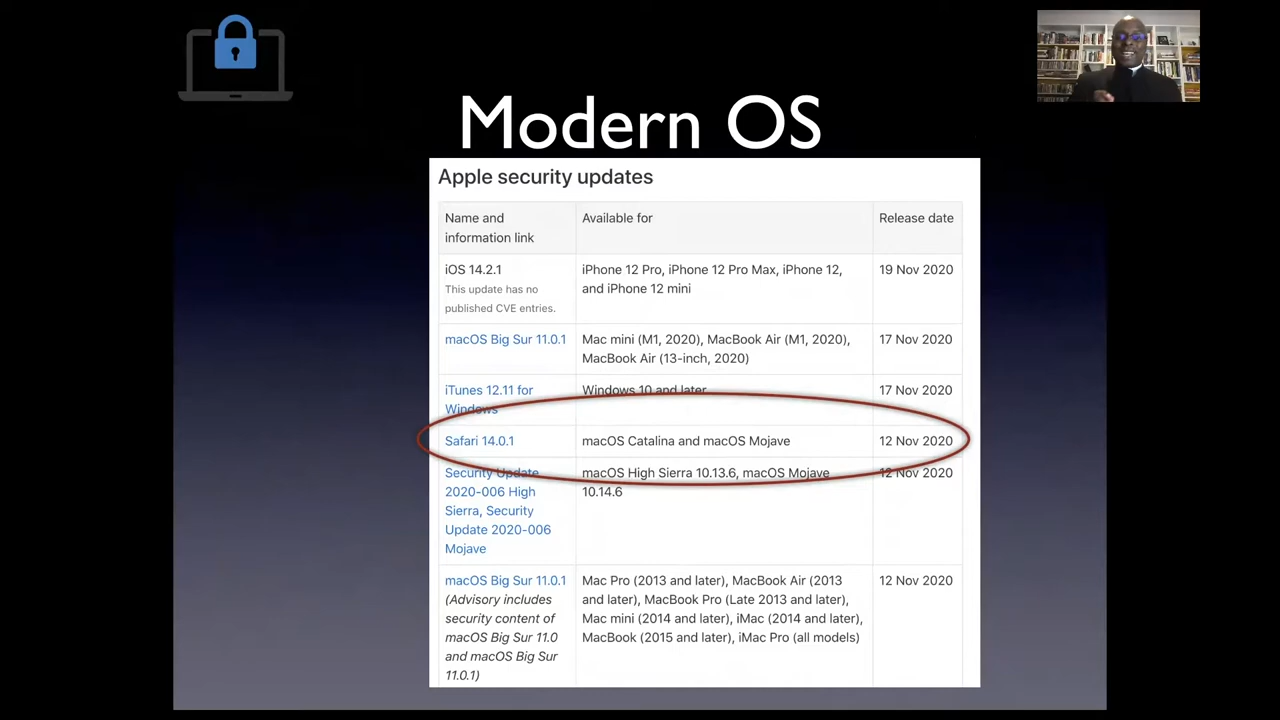 Modern OS
Apple security updates
Name and
information link
Available for
Release date
iOS 14.2.1
This update has no
published CVE entries.
iPhone 12 Pro, iPhone 12 Pro Max, iPhone 12,
and iPhone 12 mini
19 Nov 2020
macOS Big Sur 11.0.1
Mac mini (M1, 2020), MacBook Air (M1, 2020),
MacBook Air (13-inch, 2020)
17 Nov 2020
iTunes 12.11 for
Windows
Windows 10 and later
17 Nov 2020
Safari 14.0.1
macOS Catalina and macOS Mojave
12 Nov 2020
Security Update
2020-006 High
Sierra, Security
Update 2020-006
Mojave
macOS High Sierra 10.13.6, macOS Mojave
10.14.6
12 Nov 2020
macOS Big Sur 11.0.1
(Advisory includes
security content of
macOS Big Sur 11.0
and macOS Big Sur
11.0.1)
Mac Pro (2013 and later), MacBook Air (2013
and later), MacBook Pro (Late 2013 and later),
Mac mini (2014 and later), iMac (2014 and later),
MacBook (2015 and later), iMac Pro (all models)
12 Nov 2020